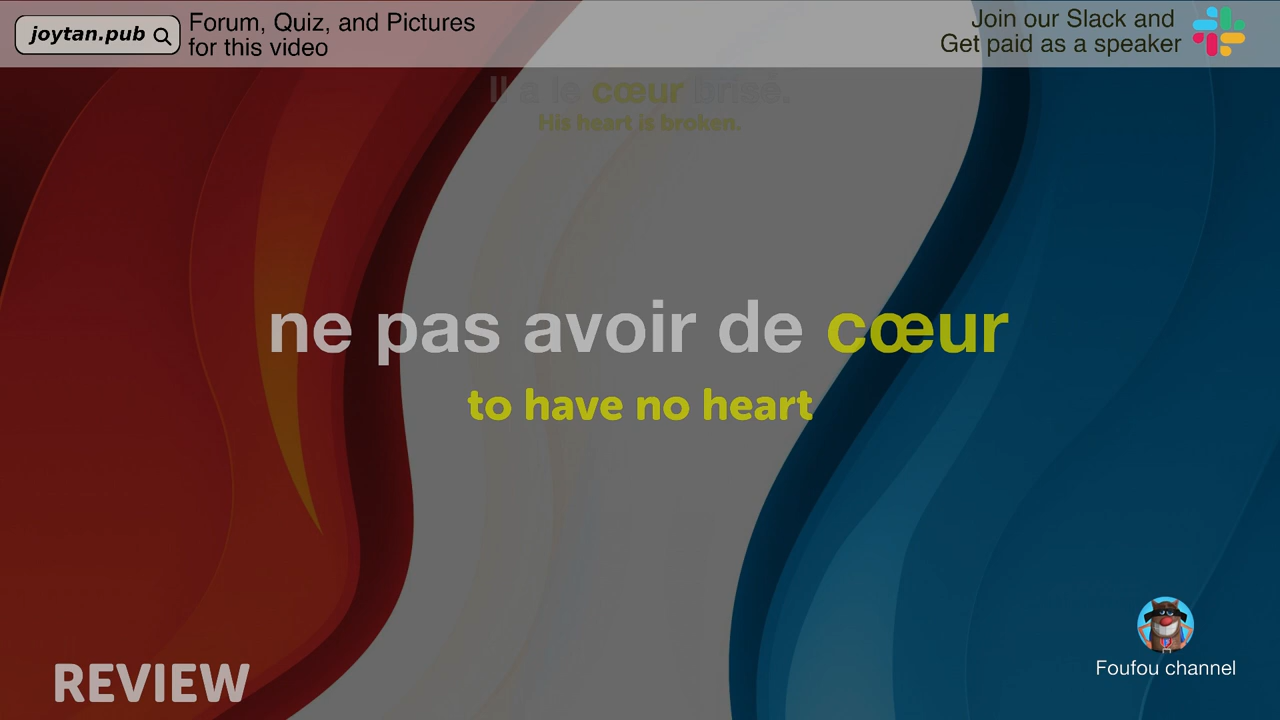 joytan.pub
Forum, Quiz, and Pictures
for this video
Join our Slack and
Get paid as a speaker
Il a le cœur brisé.
His heart is broken.
ne pas avoir de cœur
to have no heart
REVIEW
Foufou channel